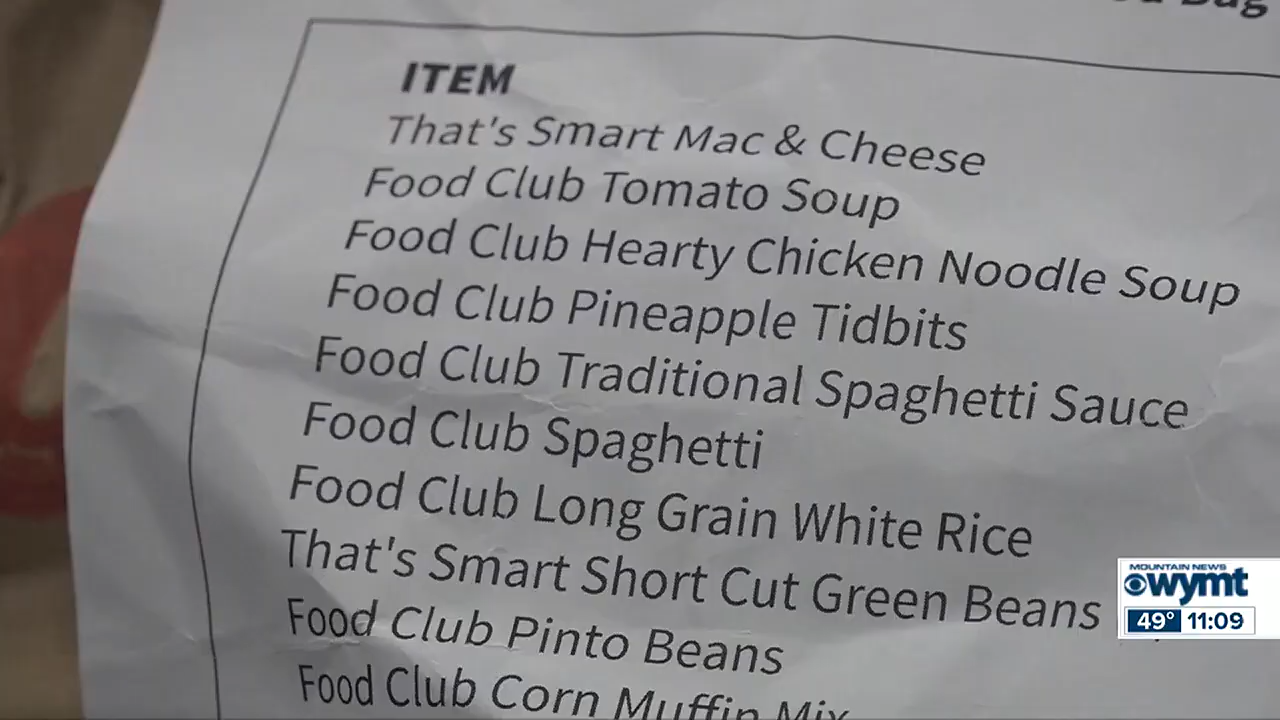 Bag
ITEM
That's Smart Mac & Cheese
Food Club Tomato Soup
Food Club Hearty Chicken Noodle Soup
Food Club Pineapple Tidbits
Food Club Traditional Spaghetti Sauce
Food Club Spaghetti
Food Club Long Grain White Rice
That's Smart Short Cut Green Beans
Food Club Pinto Beans
Food Club Corn Muffin Mix
MOUNTAIN NEWS
wymt
49° 11:09